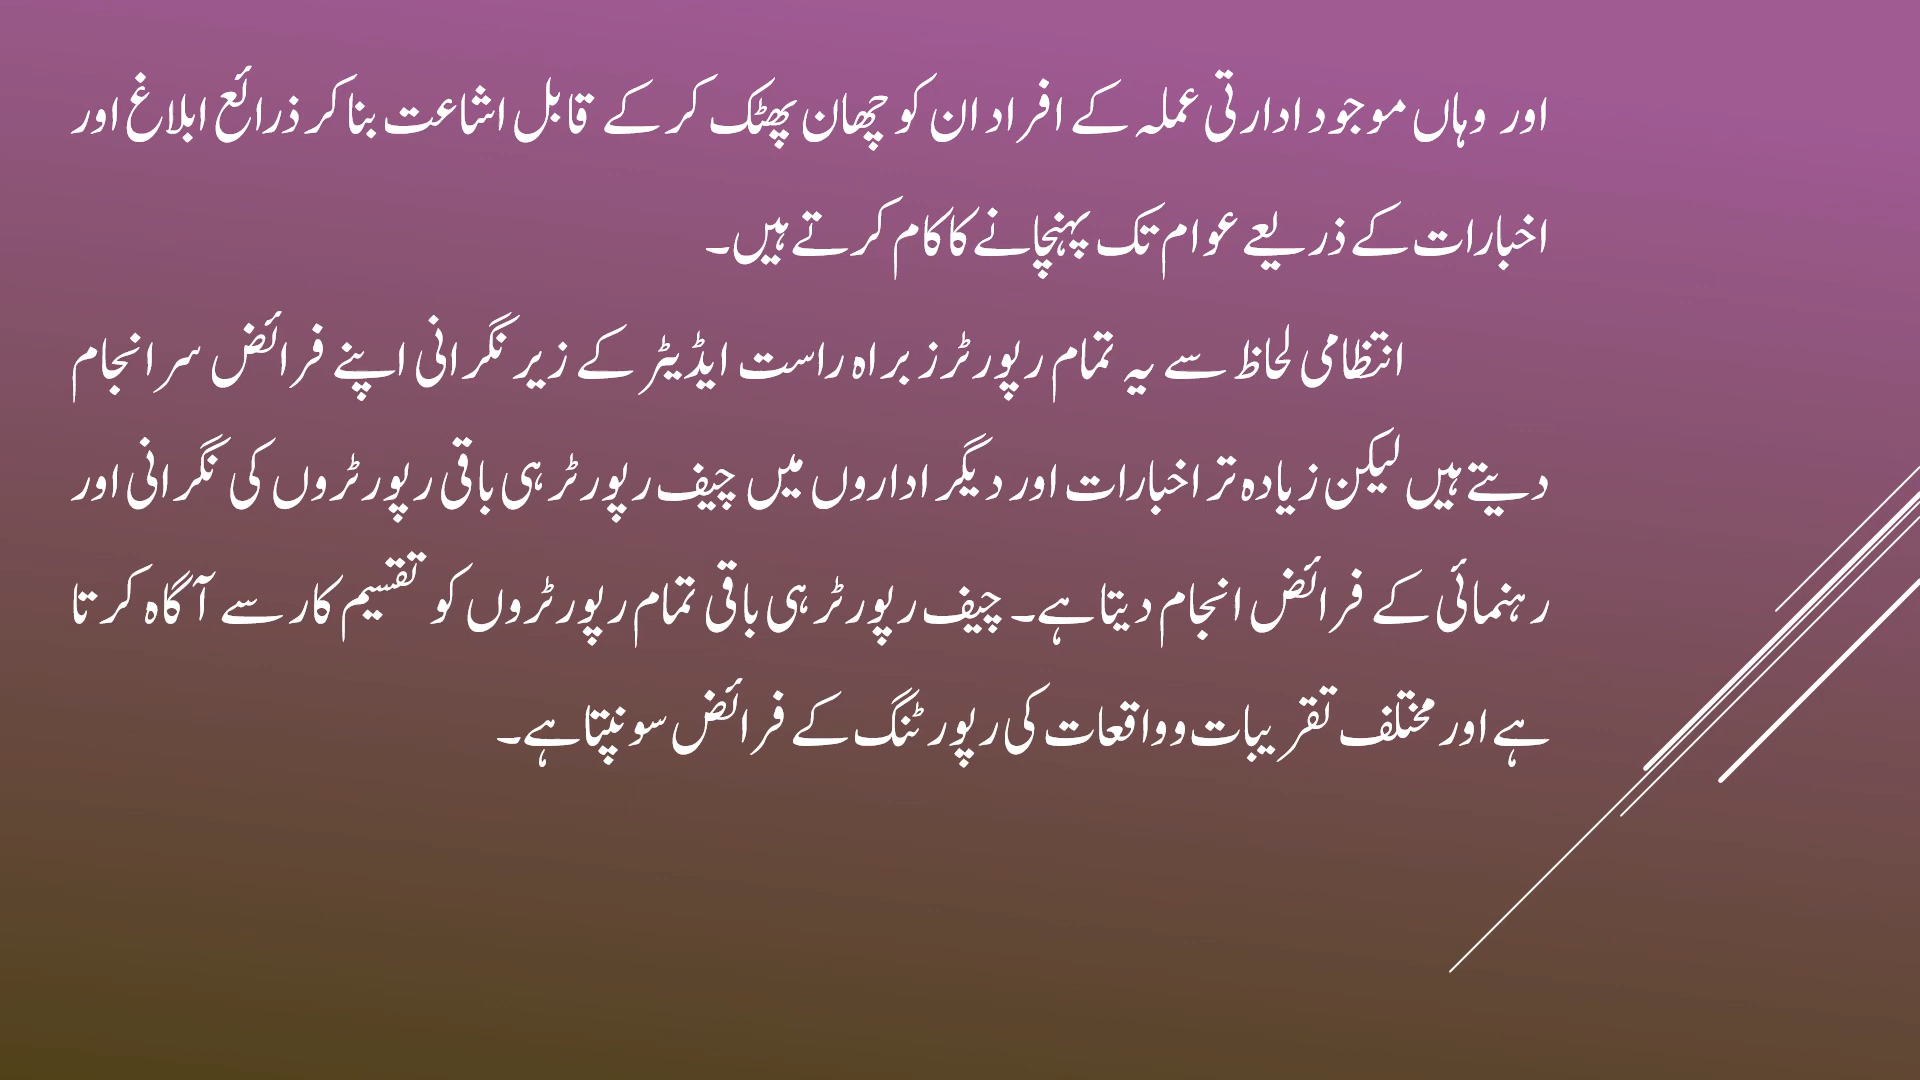 اور وہاں موجود ادارتی عملہ کے افراد ان کو چھان پھٹک کر کے قابل اشاعت بنا کر ذرائع ابلاغ اور
اخبارات کے ذریعے عوام تک پہنچانے کا کام کرتے ہیں۔
انتظامی لحاظ سے یہ تمام رپورٹرز براہ راست ایڈیٹر کے زیر نگرانی اپنے فرائض سر انجام
دیتے ہیں لیکن زیادہ تر اخبارات اور دیگر اداروں میں چیف رپورٹر ہی باقی رپورٹروں کی نگرانی اور
رہنمائی کے فرائض انجام دیتا ہے۔ چیف رپورٹر ہی باقی تمام رپورٹروں کو تقسیم کار سے آگاہ کرتا
ہے اور مختلف تقریبات وواقعات کی رپورٹنگ کے فرائض سونپتا ہے۔